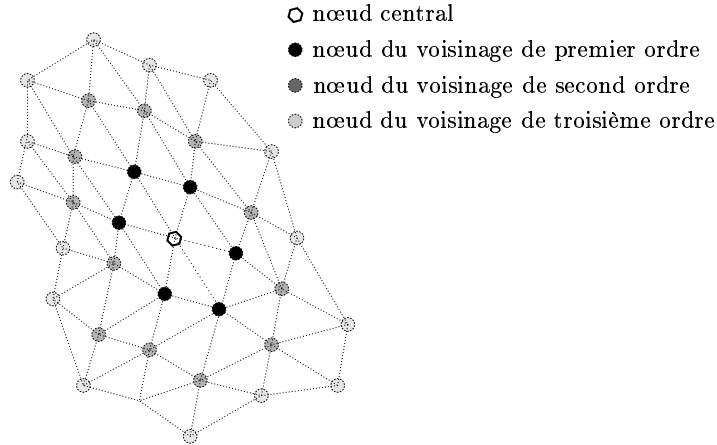 nœud central
nœud du voisinage de premier ordre
nœud du voisinage de second ordre
nœud du voisinage de troisième ordre